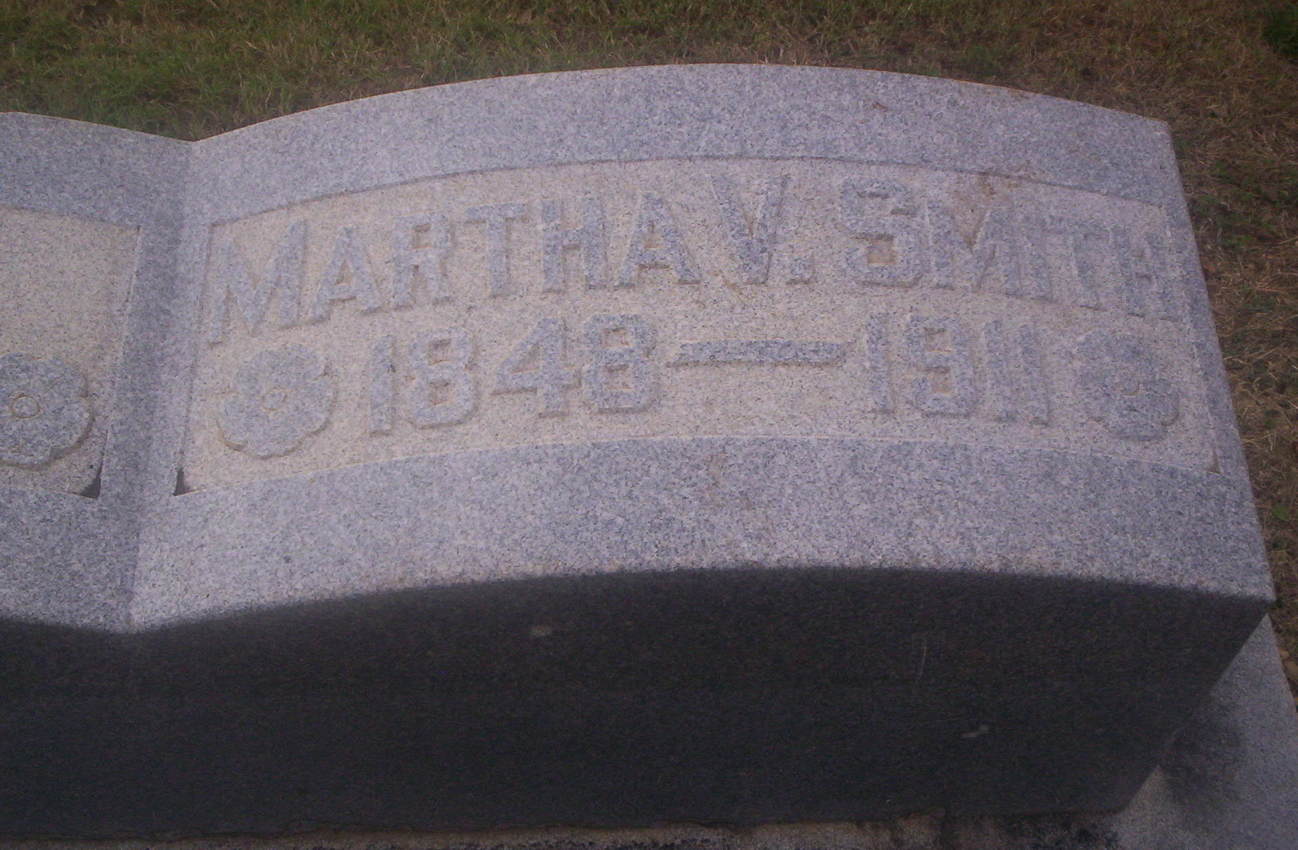 MARTHA V. SMITH
1848 — 1911